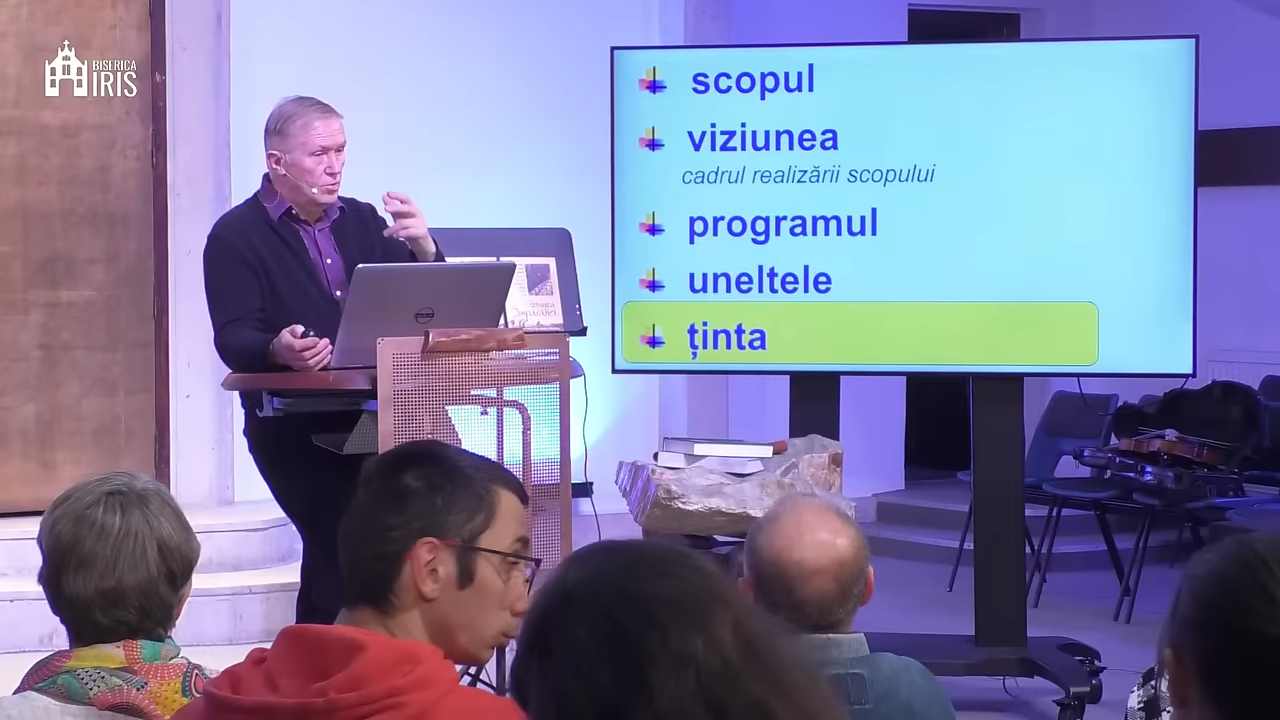 BISERICA
IRIS
scopul
viziunea
cadrul realizării scopului
programul
uneltele
ținta